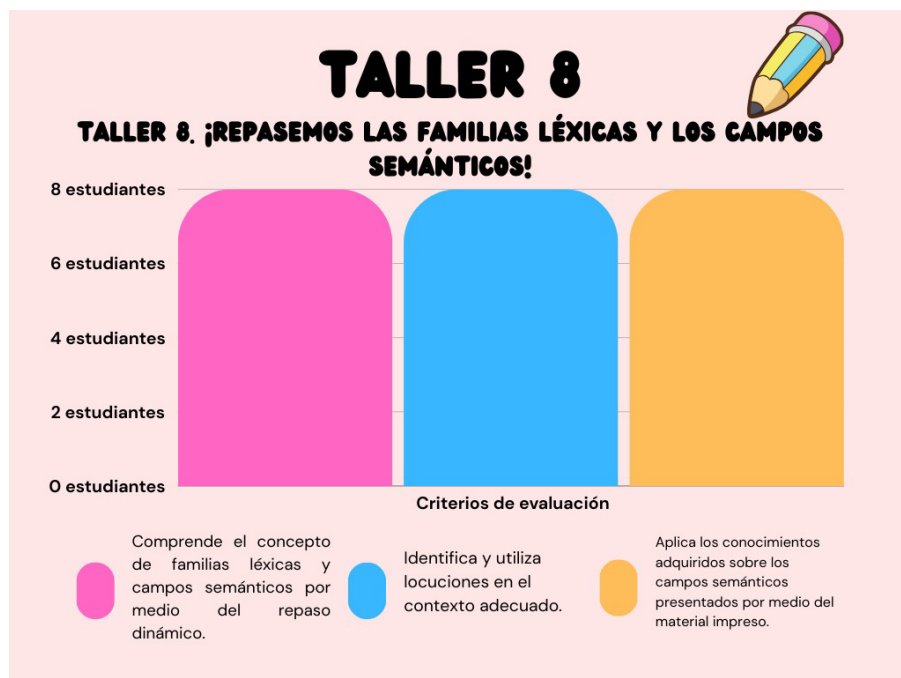 TALLER 8
TALLER 8. ¡REPASEMOS LAS FAMILIAS LÉXICAS Y LOS CAMPOS
SEMÁNTICOS!
8 estudiantes
6 estudiantes
4 estudiantes
2 estudiantes
0 estudiantes
Criterios de evaluación
Comprende el concepto
de familias léxicas y
campos semánticos por
medio del repaso
dinámico.
Identifica y utiliza
locuciones en el
contexto adecuado.
Aplica los conocimientos
adquiridos sobre los
campos semánticos
presentados por medio del
material impreso.